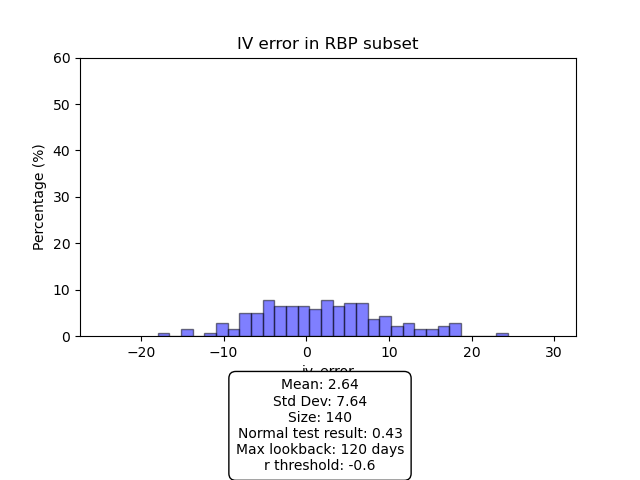 IV error in RBP subset
60
50
40
30
20
10
0
Percentage (%)
−20
−10
0
10
20
30
iv_error
Mean: 2.64
Std Dev: 7.64
Size: 140
Normal test result: 0.43
Max lookback: 120 days
r threshold: -0.6